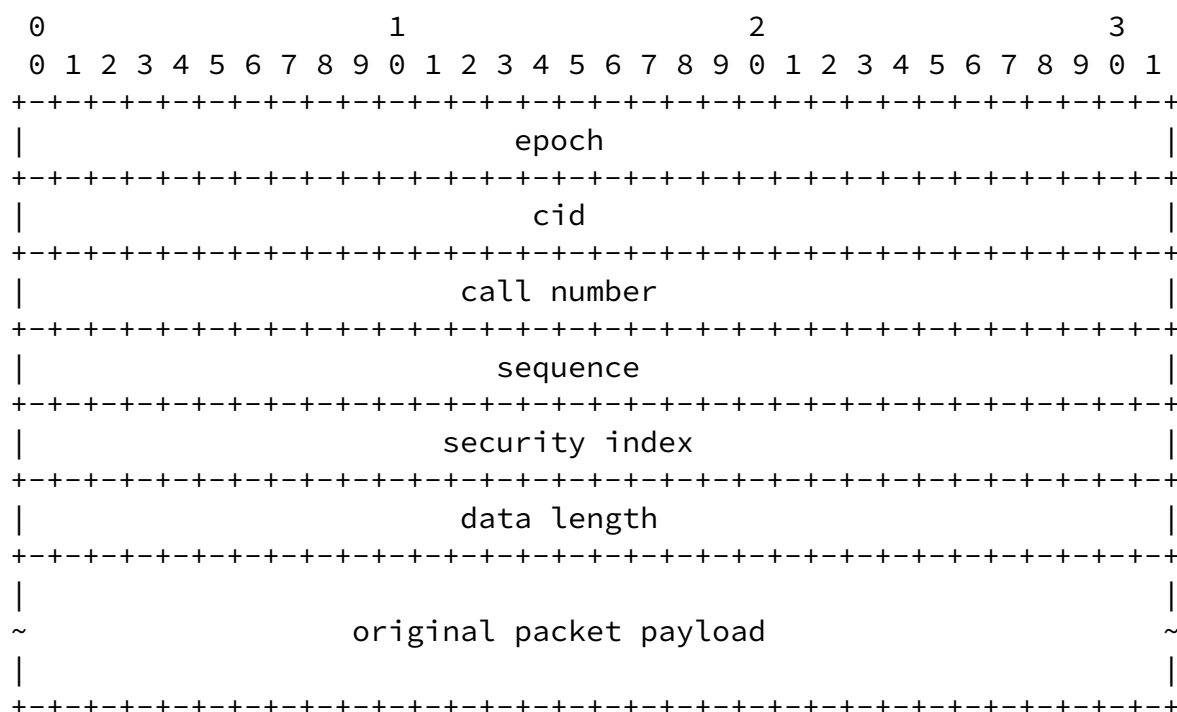 0                   1                   2                   3
 0 1 2 3 4 5 6 7 8 9 0 1 2 3 4 5 6 7 8 9 0 1 2 3 4 5 6 7 8 9 0 1
+-+-+-+-+-+-+-+-+-+-+-+-+-+-+-+-+-+-+-+-+-+-+-+-+-+-+-+-+-+-+-+-+
|                           epoch                               |
+-+-+-+-+-+-+-+-+-+-+-+-+-+-+-+-+-+-+-+-+-+-+-+-+-+-+-+-+-+-+-+-+
|                            cid                                |
+-+-+-+-+-+-+-+-+-+-+-+-+-+-+-+-+-+-+-+-+-+-+-+-+-+-+-+-+-+-+-+-+
|                        call number                            |
+-+-+-+-+-+-+-+-+-+-+-+-+-+-+-+-+-+-+-+-+-+-+-+-+-+-+-+-+-+-+-+-+
|                          sequence                             |
+-+-+-+-+-+-+-+-+-+-+-+-+-+-+-+-+-+-+-+-+-+-+-+-+-+-+-+-+-+-+-+-+
|                       security index                          |
+-+-+-+-+-+-+-+-+-+-+-+-+-+-+-+-+-+-+-+-+-+-+-+-+-+-+-+-+-+-+-+-+
|                        data length                            |
+-+-+-+-+-+-+-+-+-+-+-+-+-+-+-+-+-+-+-+-+-+-+-+-+-+-+-+-+-+-+-+-+
|                                                               |
~                  original packet payload                      ~
|                                                               |
+-+-+-+-+-+-+-+-+-+-+-+-+-+-+-+-+-+-+-+-+-+-+-+-+-+-+-+-+-+-+-+-+